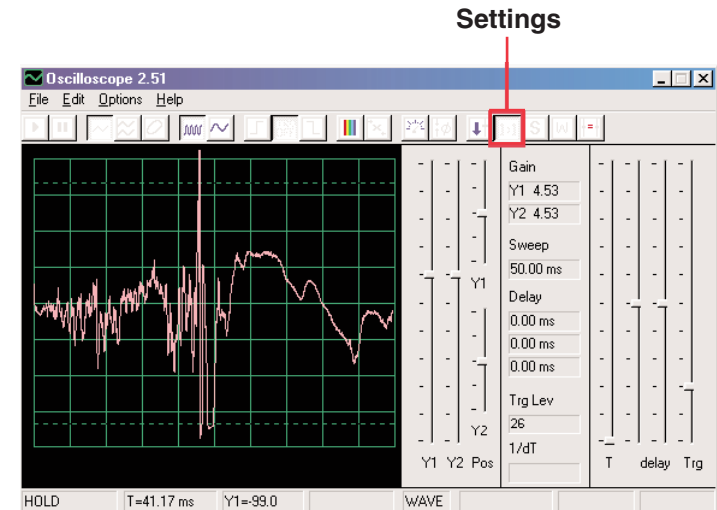 Settings
Oscilloscope 2.51
File Edit Options Help
S W
Gain
Y1 4.53
Y2 4.53
Sweep
50.00 ms
Y1
Delay
0.00 ms
0.00 ms
0.00 ms
Trg Lev
26
Y2
1/dT
Y1 Y2 Pos
T delay Trg
HOLD T=41.17 ms Y1=-99.0 WAVE